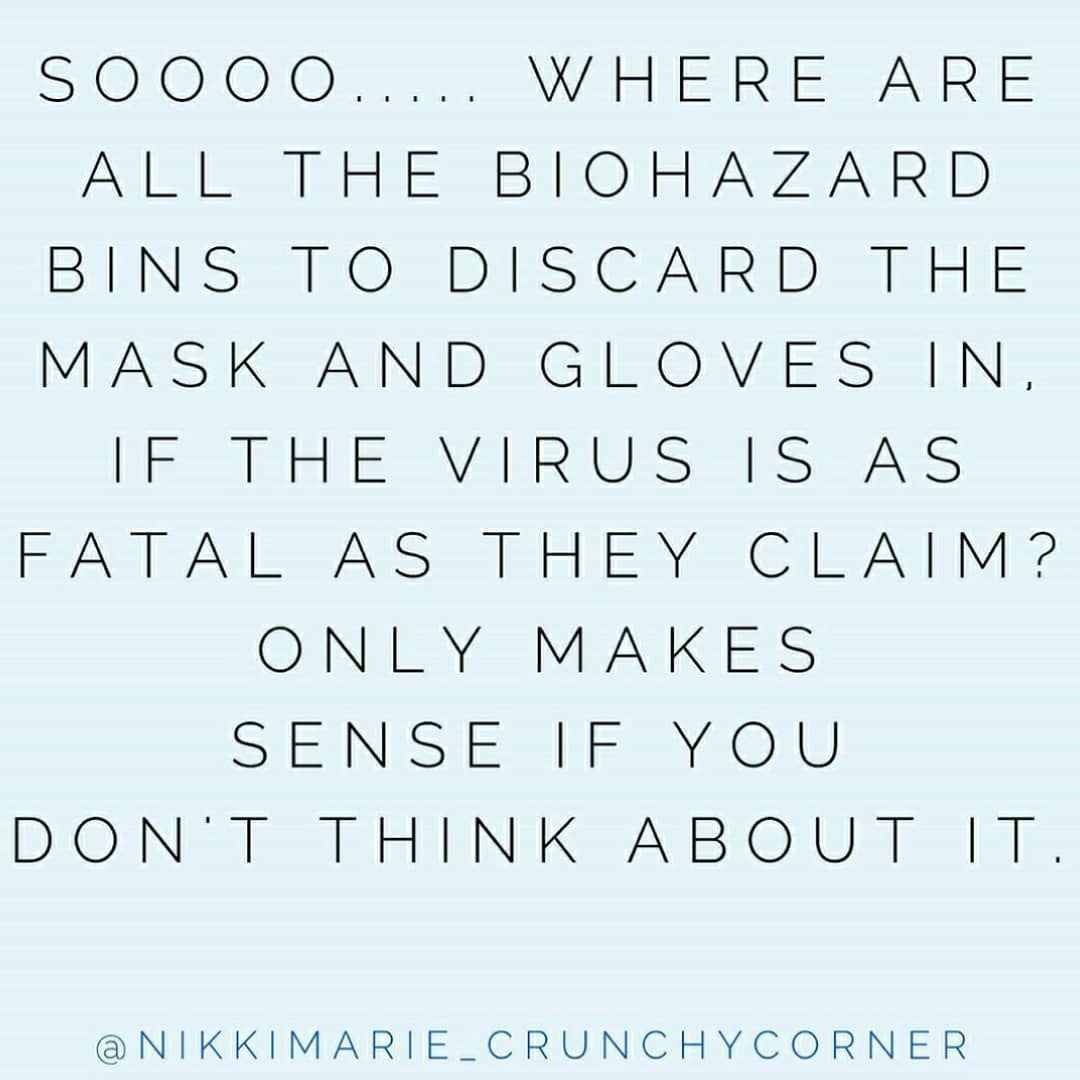 SOOOO..... WHERE ARE
ALL THE BIOHAZARD
BINS TO DISCARD THE
MASK AND GLOVES IN,
IF THE VIRUS IS AS
FATAL AS THEY CLAIM?
ONLY MAKES
SENSE IF YOU
DON'T THINK ABOUT IT.
@NIKKIMARIE_CRUNCHYCORNER